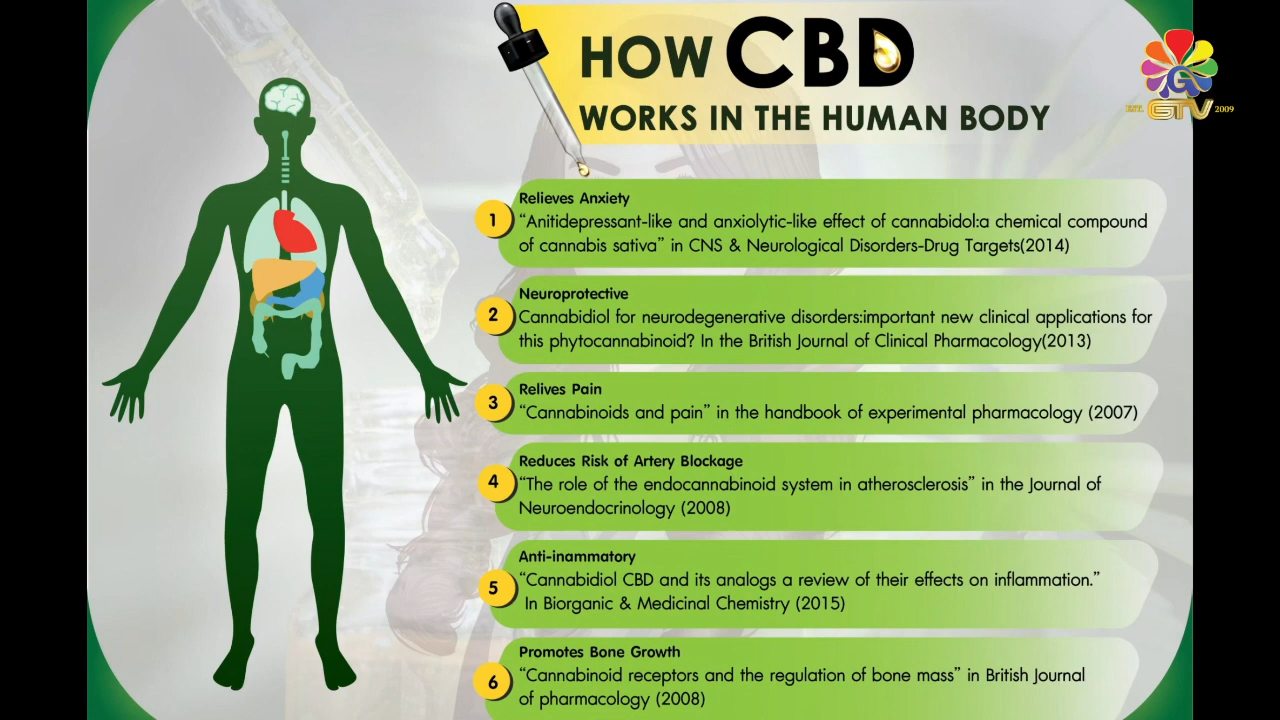 HOW CBD
WORKS IN THE HUMAN BODY
EST. GTV 2009
G
1
Relieves Anxiety
“Anitidepressant-like and anxiolytic-like effect of cannabidol:a chemical compound
of cannabis sativa” in CNS & Neurological Disorders-Drug Targets(2014)
2
Neuroprotective
Cannabidiol for neurodegenerative disorders:important new clinical applications for
this phytocannabinoid? In the British Journal of Clinical Pharmacology(2013)
3
Relives Pain
“Cannabinoids and pain” in the handbook of experimental pharmacology (2007)
4
Reduces Risk of Artery Blockage
“The role of the endocannabinoid system in atherosclerosis” in the Journal of
Neuroendocrinology (2008)
5
Anti-inammatory
“Cannabidiol CBD and its analogs a review of their effects on inflammation.”
In Biorganic & Medicinal Chemistry (2015)
6
Promotes Bone Growth
“Cannabinoid receptors and the regulation of bone mass” in British Journal
of pharmacology (2008)